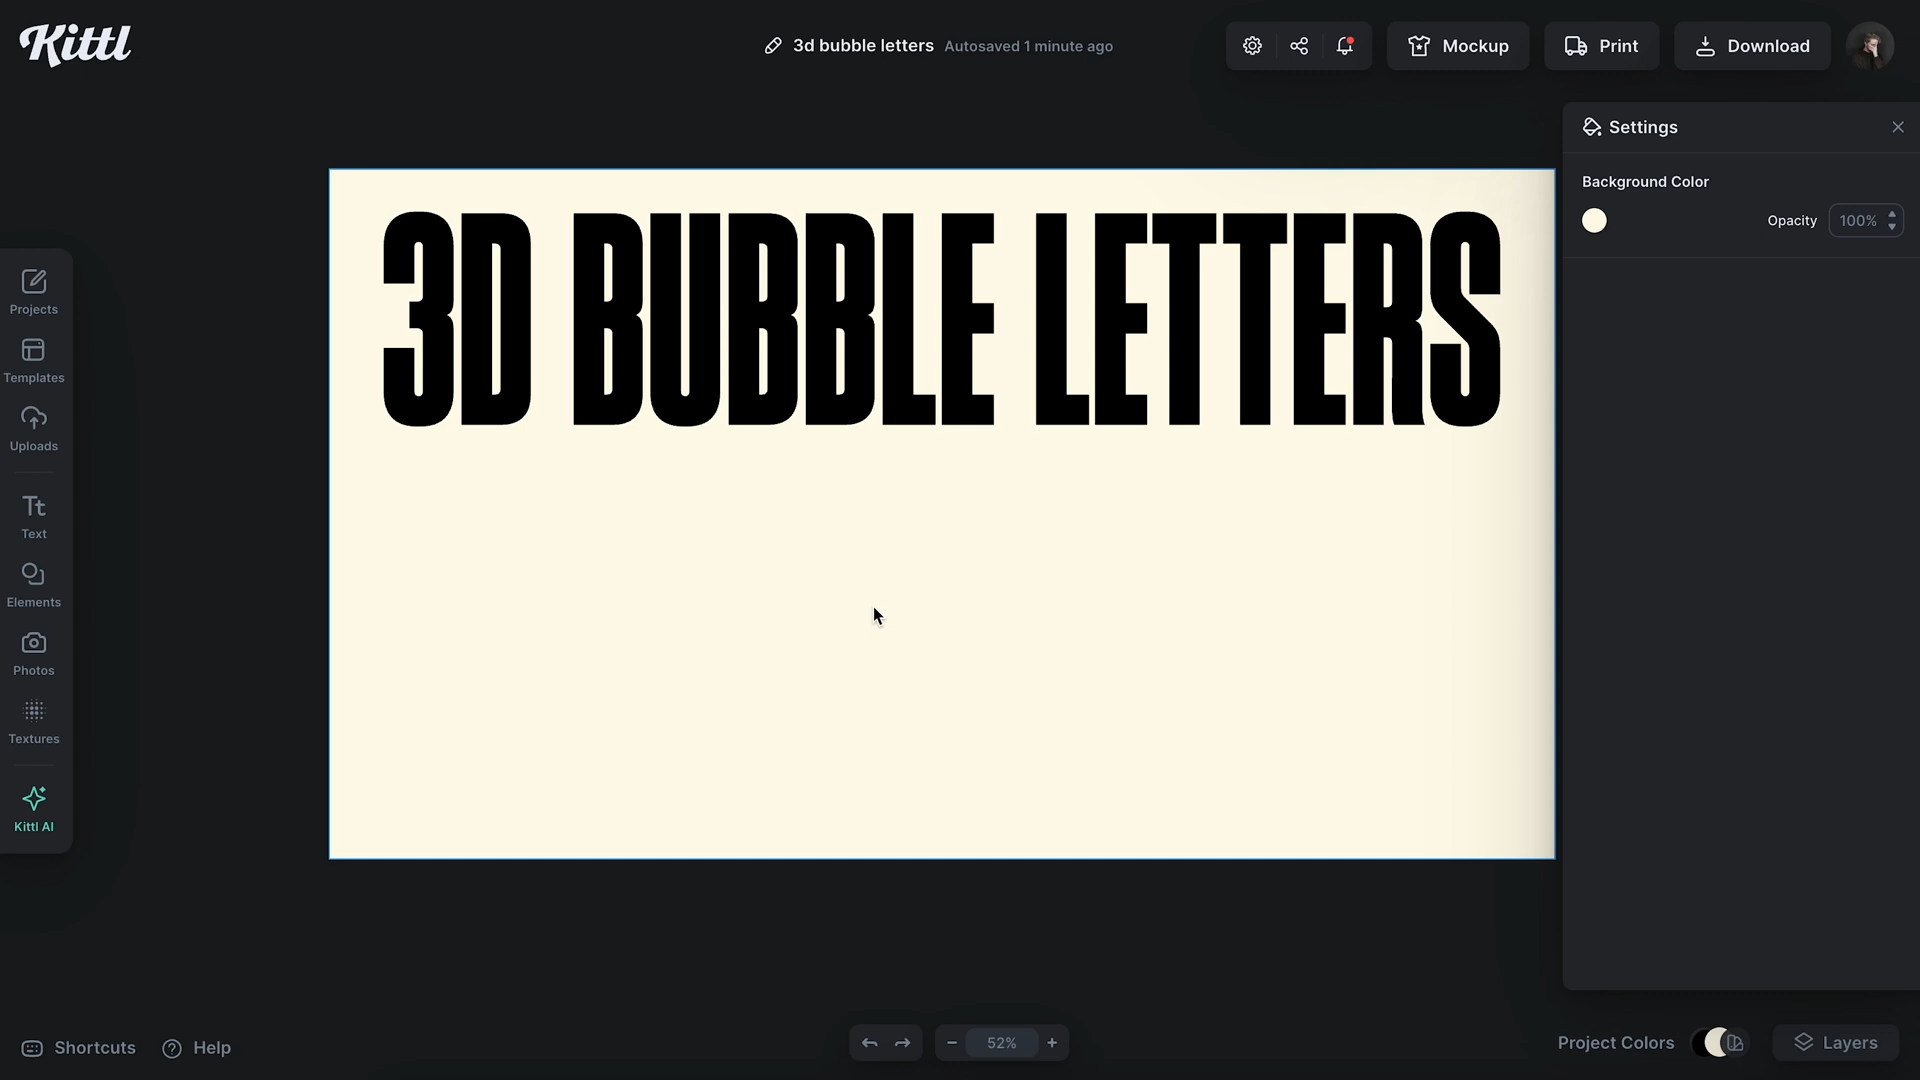 Kittl
3d bubble letters Autosaved 1 minute ago
Mockup
Print
Download
Settings
Background Color
Opacity 100%
3D BUBBLE LETTERS
Projects
Templates
Uploads
Tt
Text
Elements
Photos
Textures
Kittl AI
Shortcuts
Help
52%
Project Colors
Layers